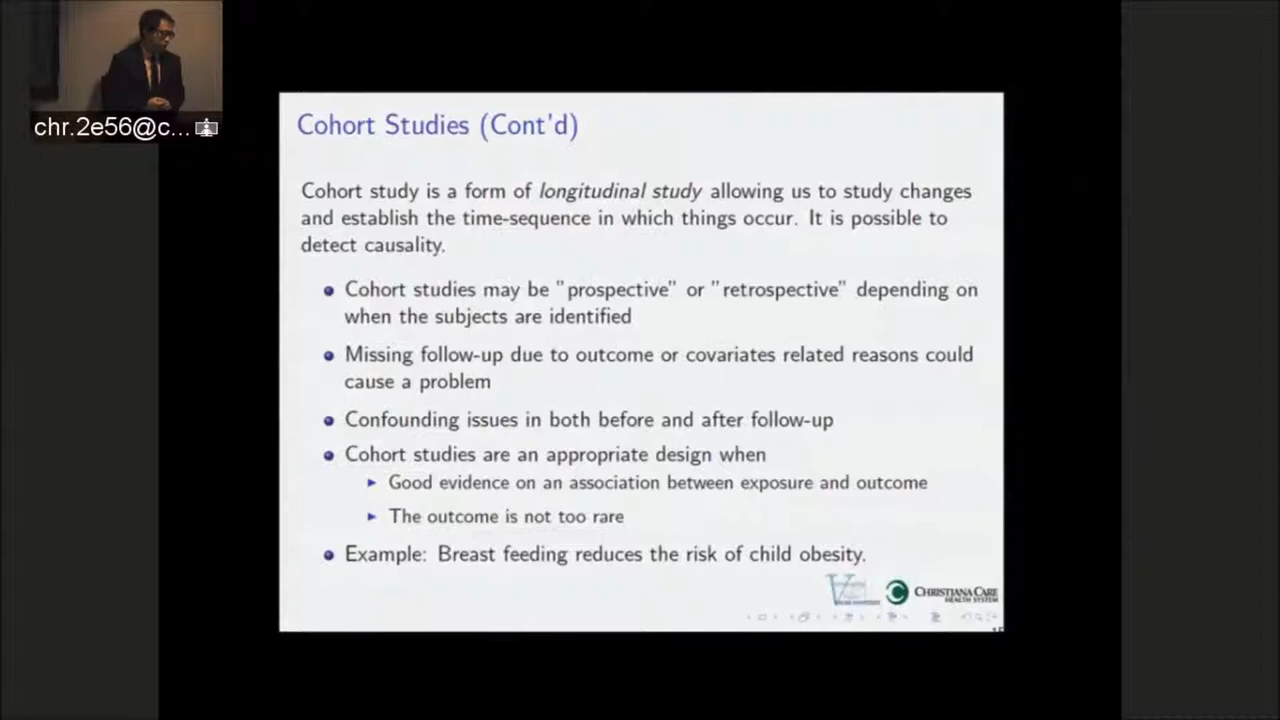 chr.2e56@c...
Cohort Studies (Cont'd)
Cohort study is a form of longitudinal study allowing us to study changes
and establish the time-sequence in which things occur. It is possible to
detect causality.
Cohort studies may be "prospective" or "retrospective" depending on
when the subjects are identified
Missing follow-up due to outcome or covariates related reasons could
cause a problem
Confounding issues in both before and after follow-up
Cohort studies are an appropriate design when
Good evidence on an association between exposure and outcome
The outcome is not too rare
Example: Breast feeding reduces the risk of child obesity.
CHRISTIANA CARE
HEALTH SYSTEM